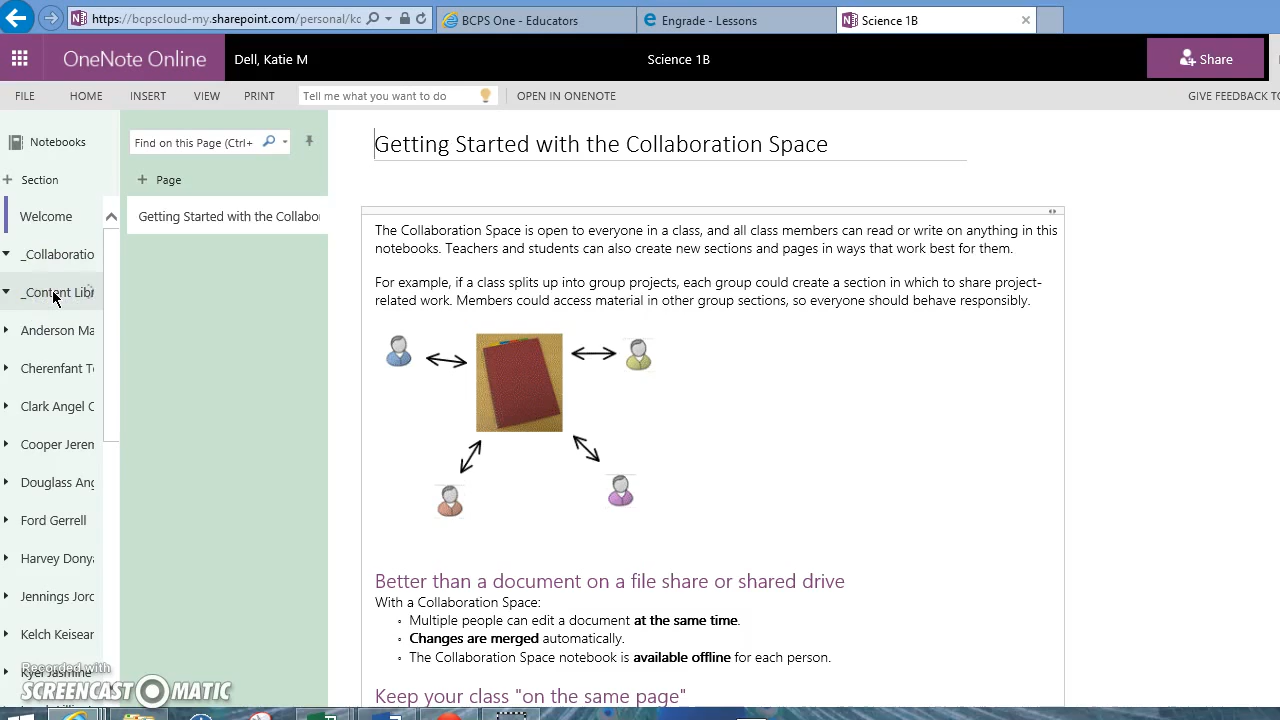 https://bcpscloud-my.sharepoint.com/personal/kc
BCPS One - Educators
Engrade - Lessons
Science 1B
OneNote Online
Dell, Katie M
Science 1B
Share
FILE
HOME
INSERT
VIEW
PRINT
Tell me what you want to do
OPEN IN ONENOTE
GIVE FEEDBACK TO
Notebooks
Find on this Page (Ctrl+
Getting Started with the Collaboration Space
+ Section
+ Page
Welcome
Getting Started with the Collabo
_Collaboratio
_Content Libr
Anderson Ma
Cherenfant T
Clark Angel C
Cooper Jerem
Douglass Ang
Ford Gerrell
Harvey Dony
Jennings Jord
Kelch Keisear
Kyer Jasmine
The Collaboration Space is open to everyone in a class, and all class members can read or write on anything in this
notebooks. Teachers and students can also create new sections and pages in ways that work best for them.
For example, if a class splits up into group projects, each group could create a section in which to share project-
related work. Members could access material in other group sections, so everyone should behave responsibly.
Better than a document on a file share or shared drive
With a Collaboration Space:
◦ Multiple people can edit a document at the same time.
◦ Changes are merged automatically.
◦ The Collaboration Space notebook is available offline for each person.
Keep your class "on the same page"
Recorded with
SCREENCAST O MATIC